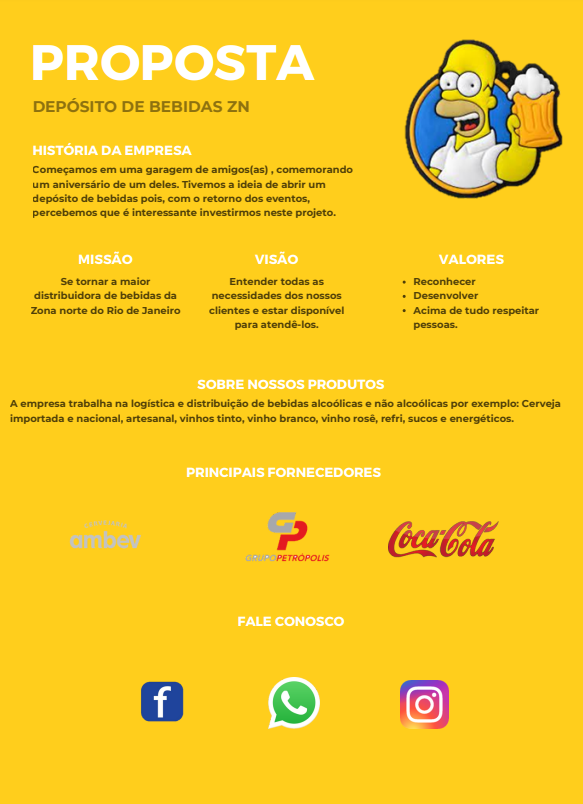 PROPOSTA
DEPÓSITO DE BEBIDAS ZN
HISTÓRIA DA EMPRESA
Começamos em uma garagem de amigos(as) , comemorando
um aniversário de um deles. Tivemos a ideia de abrir um
depósito de bebidas pois, com o retorno dos eventos,
percebemos que é interessante investirmos neste projeto.
MISSÃO
Se tornar a maior
distribuidora de bebidas da
Zona norte do Rio de Janeiro
VISÃO
Entender todas as
necessidades dos nossos
clientes e estar disponível
para atendê-los.
VALORES
• Reconhecer
• Desenvolver
• Acima de tudo respeitar
pessoas.
SOBRE NOSSOS PRODUTOS
A empresa trabalha na logística e distribuição de bebidas alcoólicas e não alcoólicas por exemplo: Cerveja
importada e nacional, artesanal, vinhos tinto, vinho branco, vinho rosê, refri, sucos e energéticos.
PRINCIPAIS FORNECEDORES
ambev
GP
GRUPOPETRÓPOLIS
Coca-Cola
FALE CONOSCO